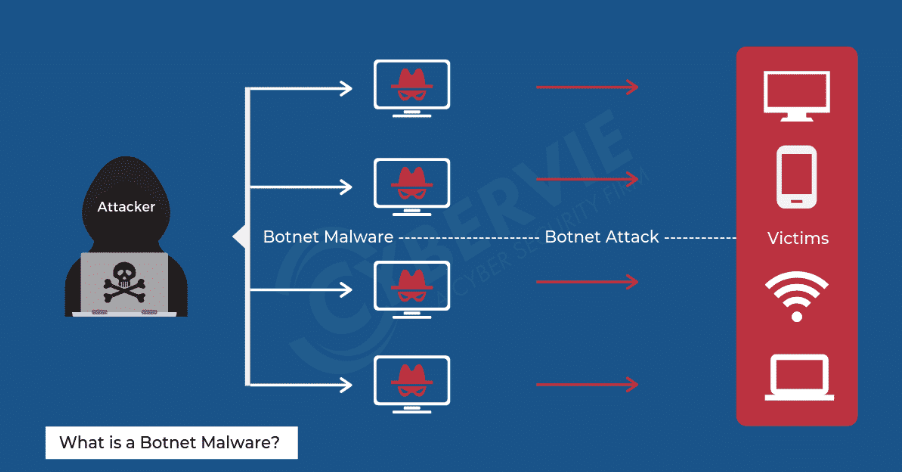 Attacker
Botnet Malware
Botnet Attack
Victims
CYBERVIE
A CYBER SECURITY FIRM
What is a Botnet Malware?